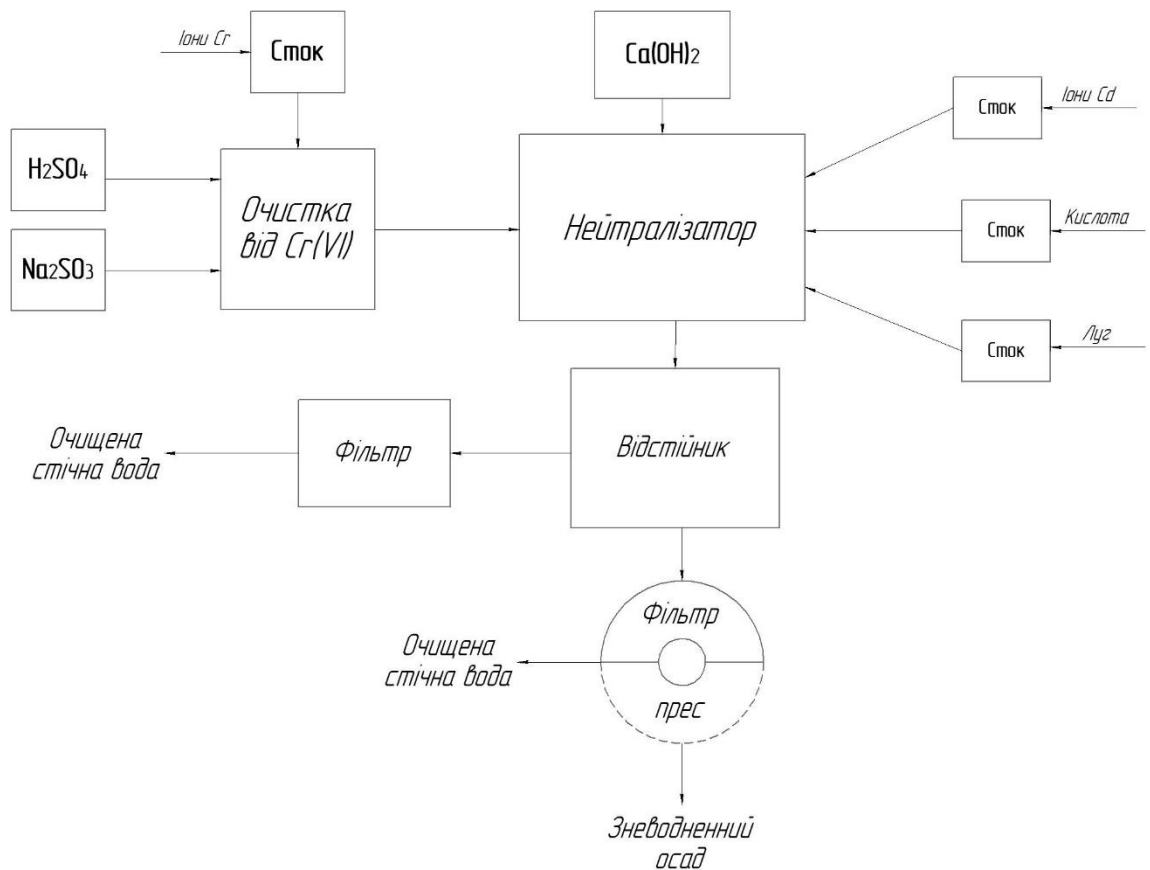 Іони Cr
Сток
Ca(OH)2
Сток
Іони Cd
H2SO4
Очистка
від Cr(VI)
Нейтралізатор
Сток
Кислота
Na2SO3
Сток
Луг
Очищена
стічна вода
Фільтр
Відстійник
Фільтр
прес
Очищена
стічна вода
Зневодненний
осад